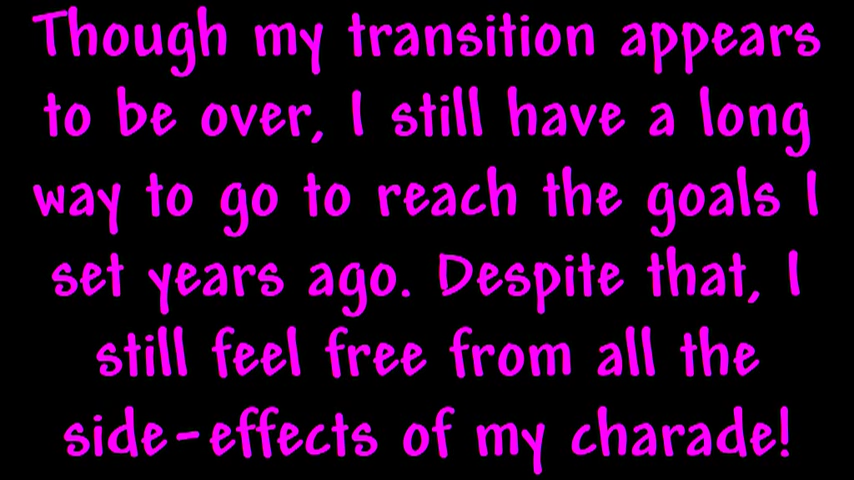 Though my transition appears
to be over, I still have a long
way to go to reach the goals I
set years ago. Despite that, I
still feel free from all the
side-effects of my charade!